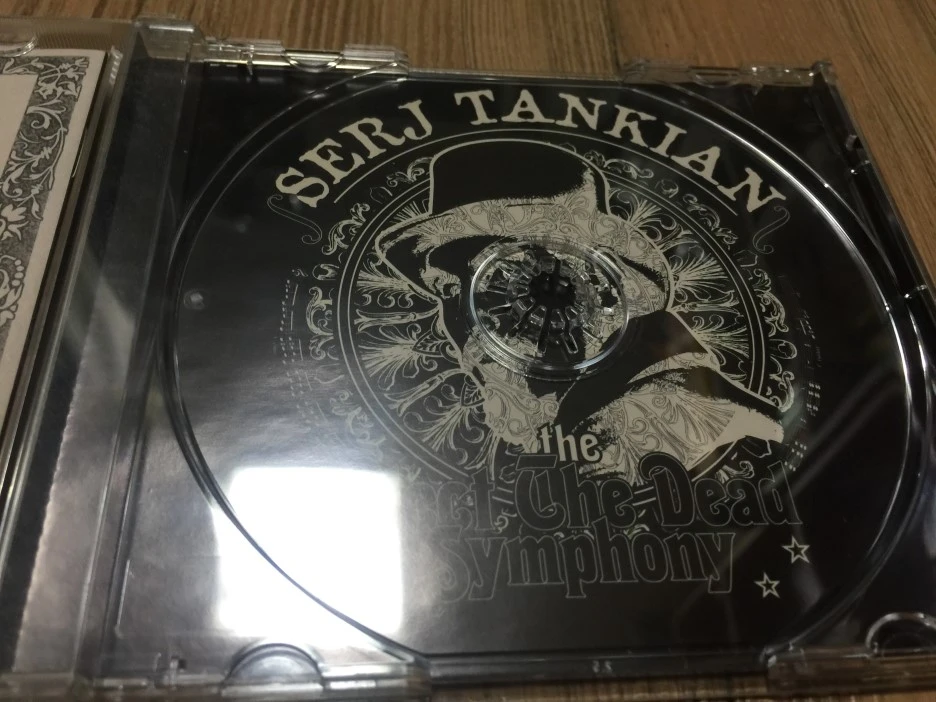 SERJ TANKIAN
the
The Dead
Symphony